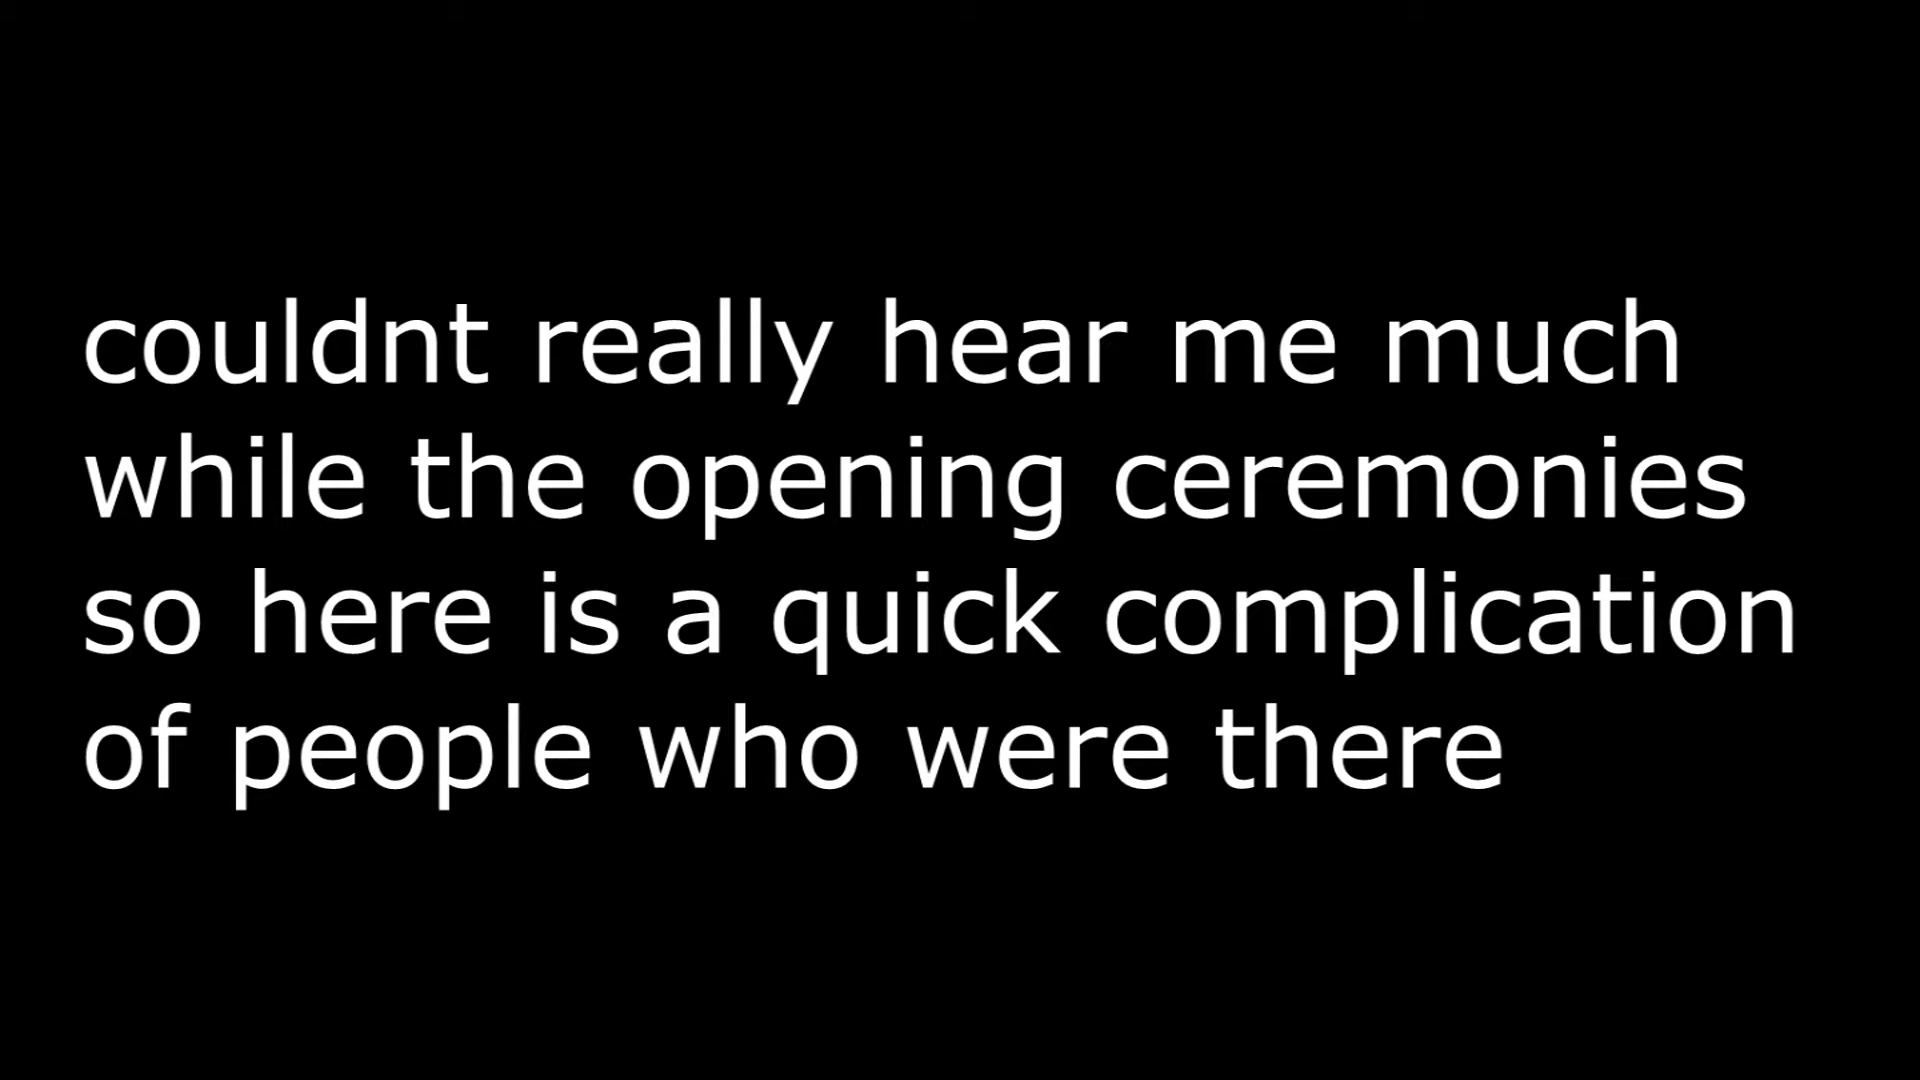 couldnt really hear me much
while the opening ceremonies
so here is a quick complication
of people who were there